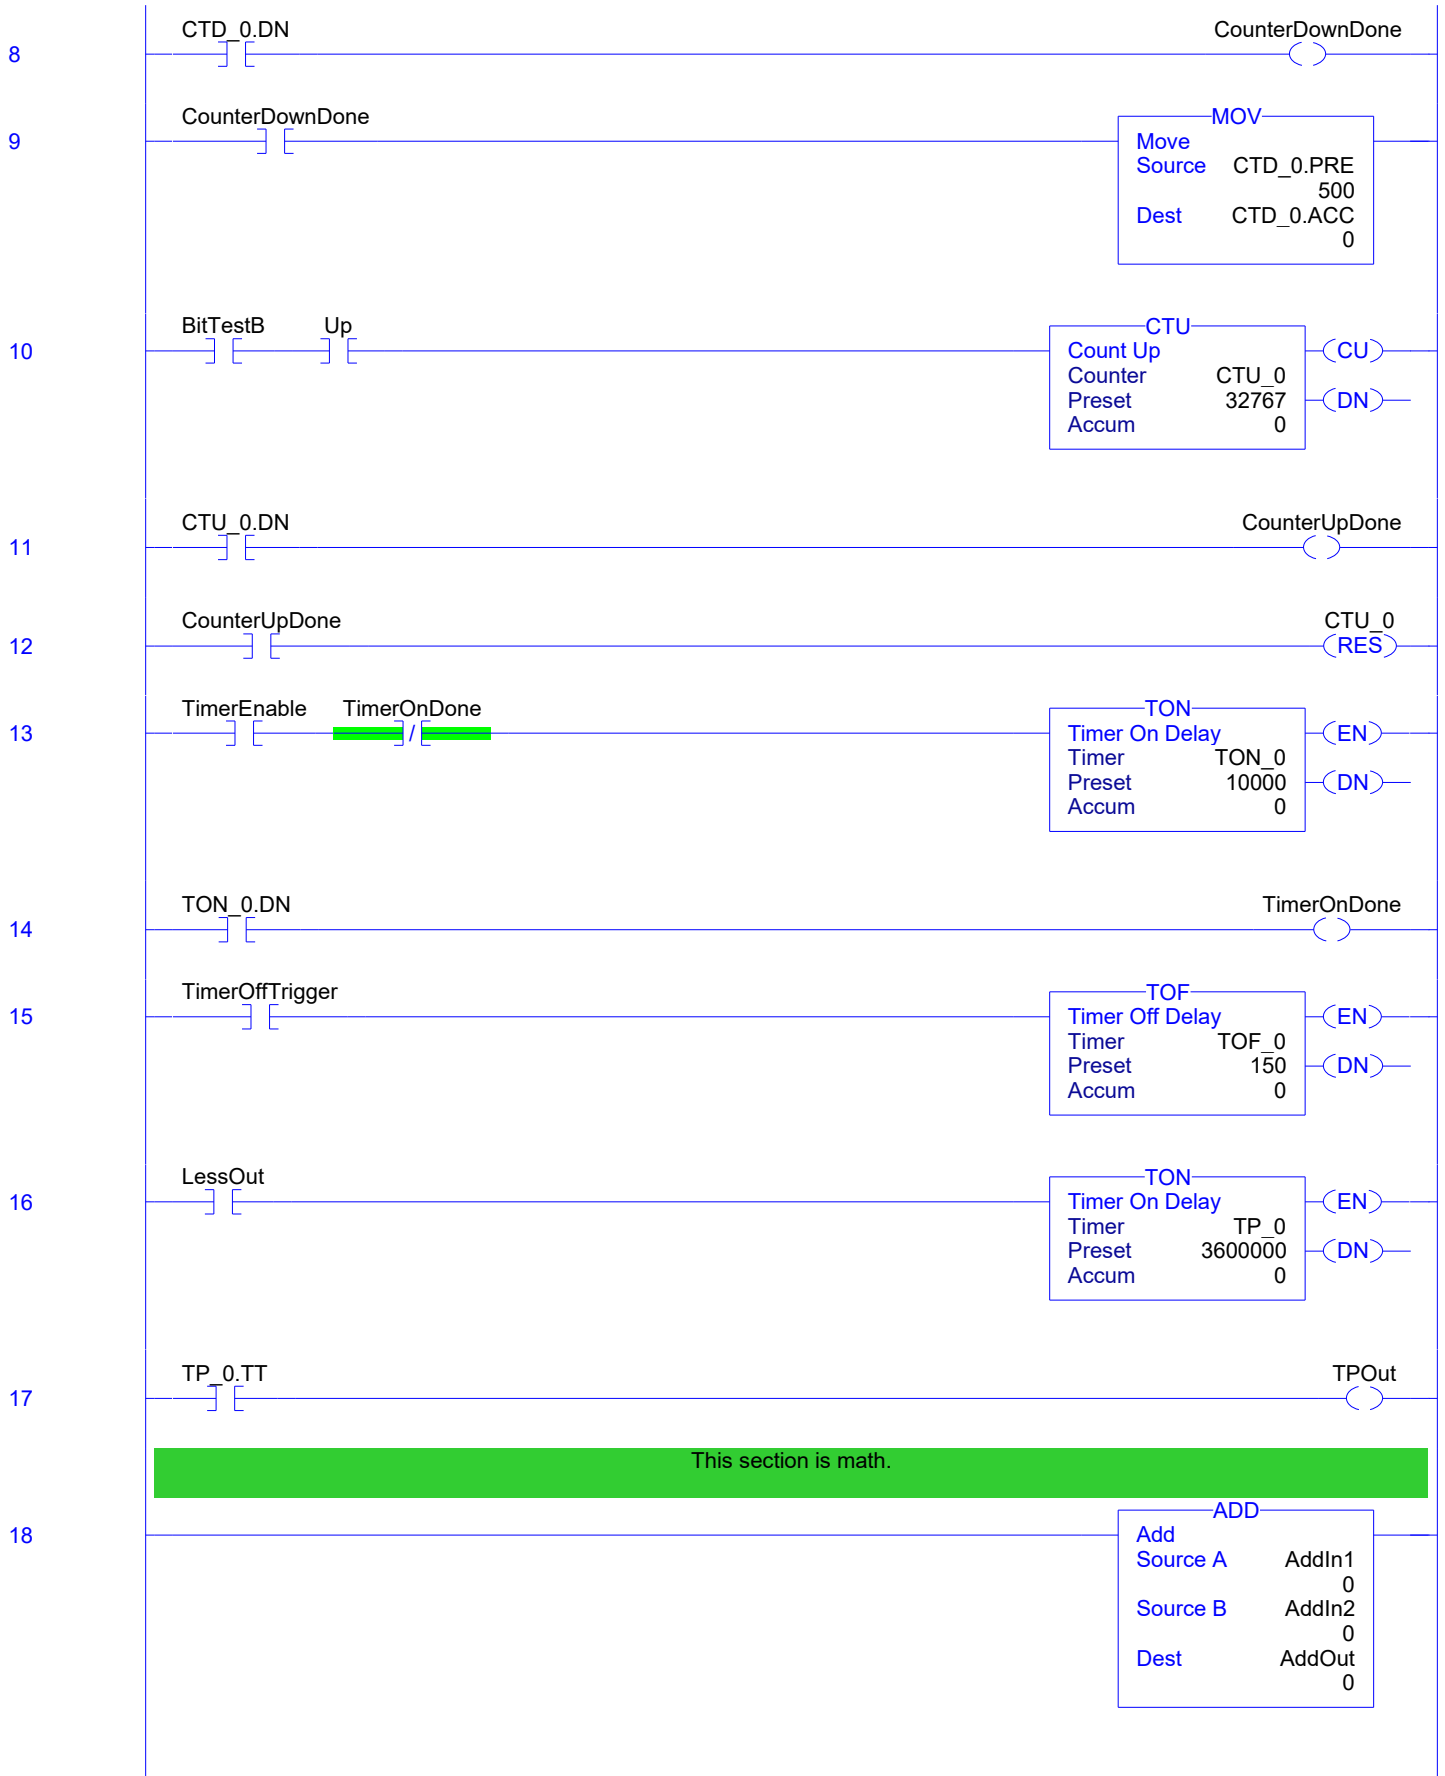 CTD_0.DN CounterDownDone
8
CounterDownDone MOV
9 Move
Source CTD_0.PRE
500
Dest CTD_0.ACC
0
BitTestB Up CTU
10 Count Up CU
Counter CTU_0
Preset 32767 DN
Accum 0
CTU_0.DN CounterUpDone
11
CounterUpDone CTU_0
12 RES
TimerEnable TimerOnDone TON
13 / Timer On Delay EN
Timer TON_0
Preset 10000 DN
Accum 0
TON_0.DN TimerOnDone
14
TimerOffTrigger TOF
15 Timer Off Delay EN
Timer TOF_0
Preset 150 DN
Accum 0
LessOut TON
16 Timer On Delay EN
Timer TP_0
Preset 3600000 DN
Accum 0
TP_0.TT TPOut
17
This section is math.
ADD
18 Add
Source A AddIn1
0
Source B AddIn2
0
Dest AddOut
0